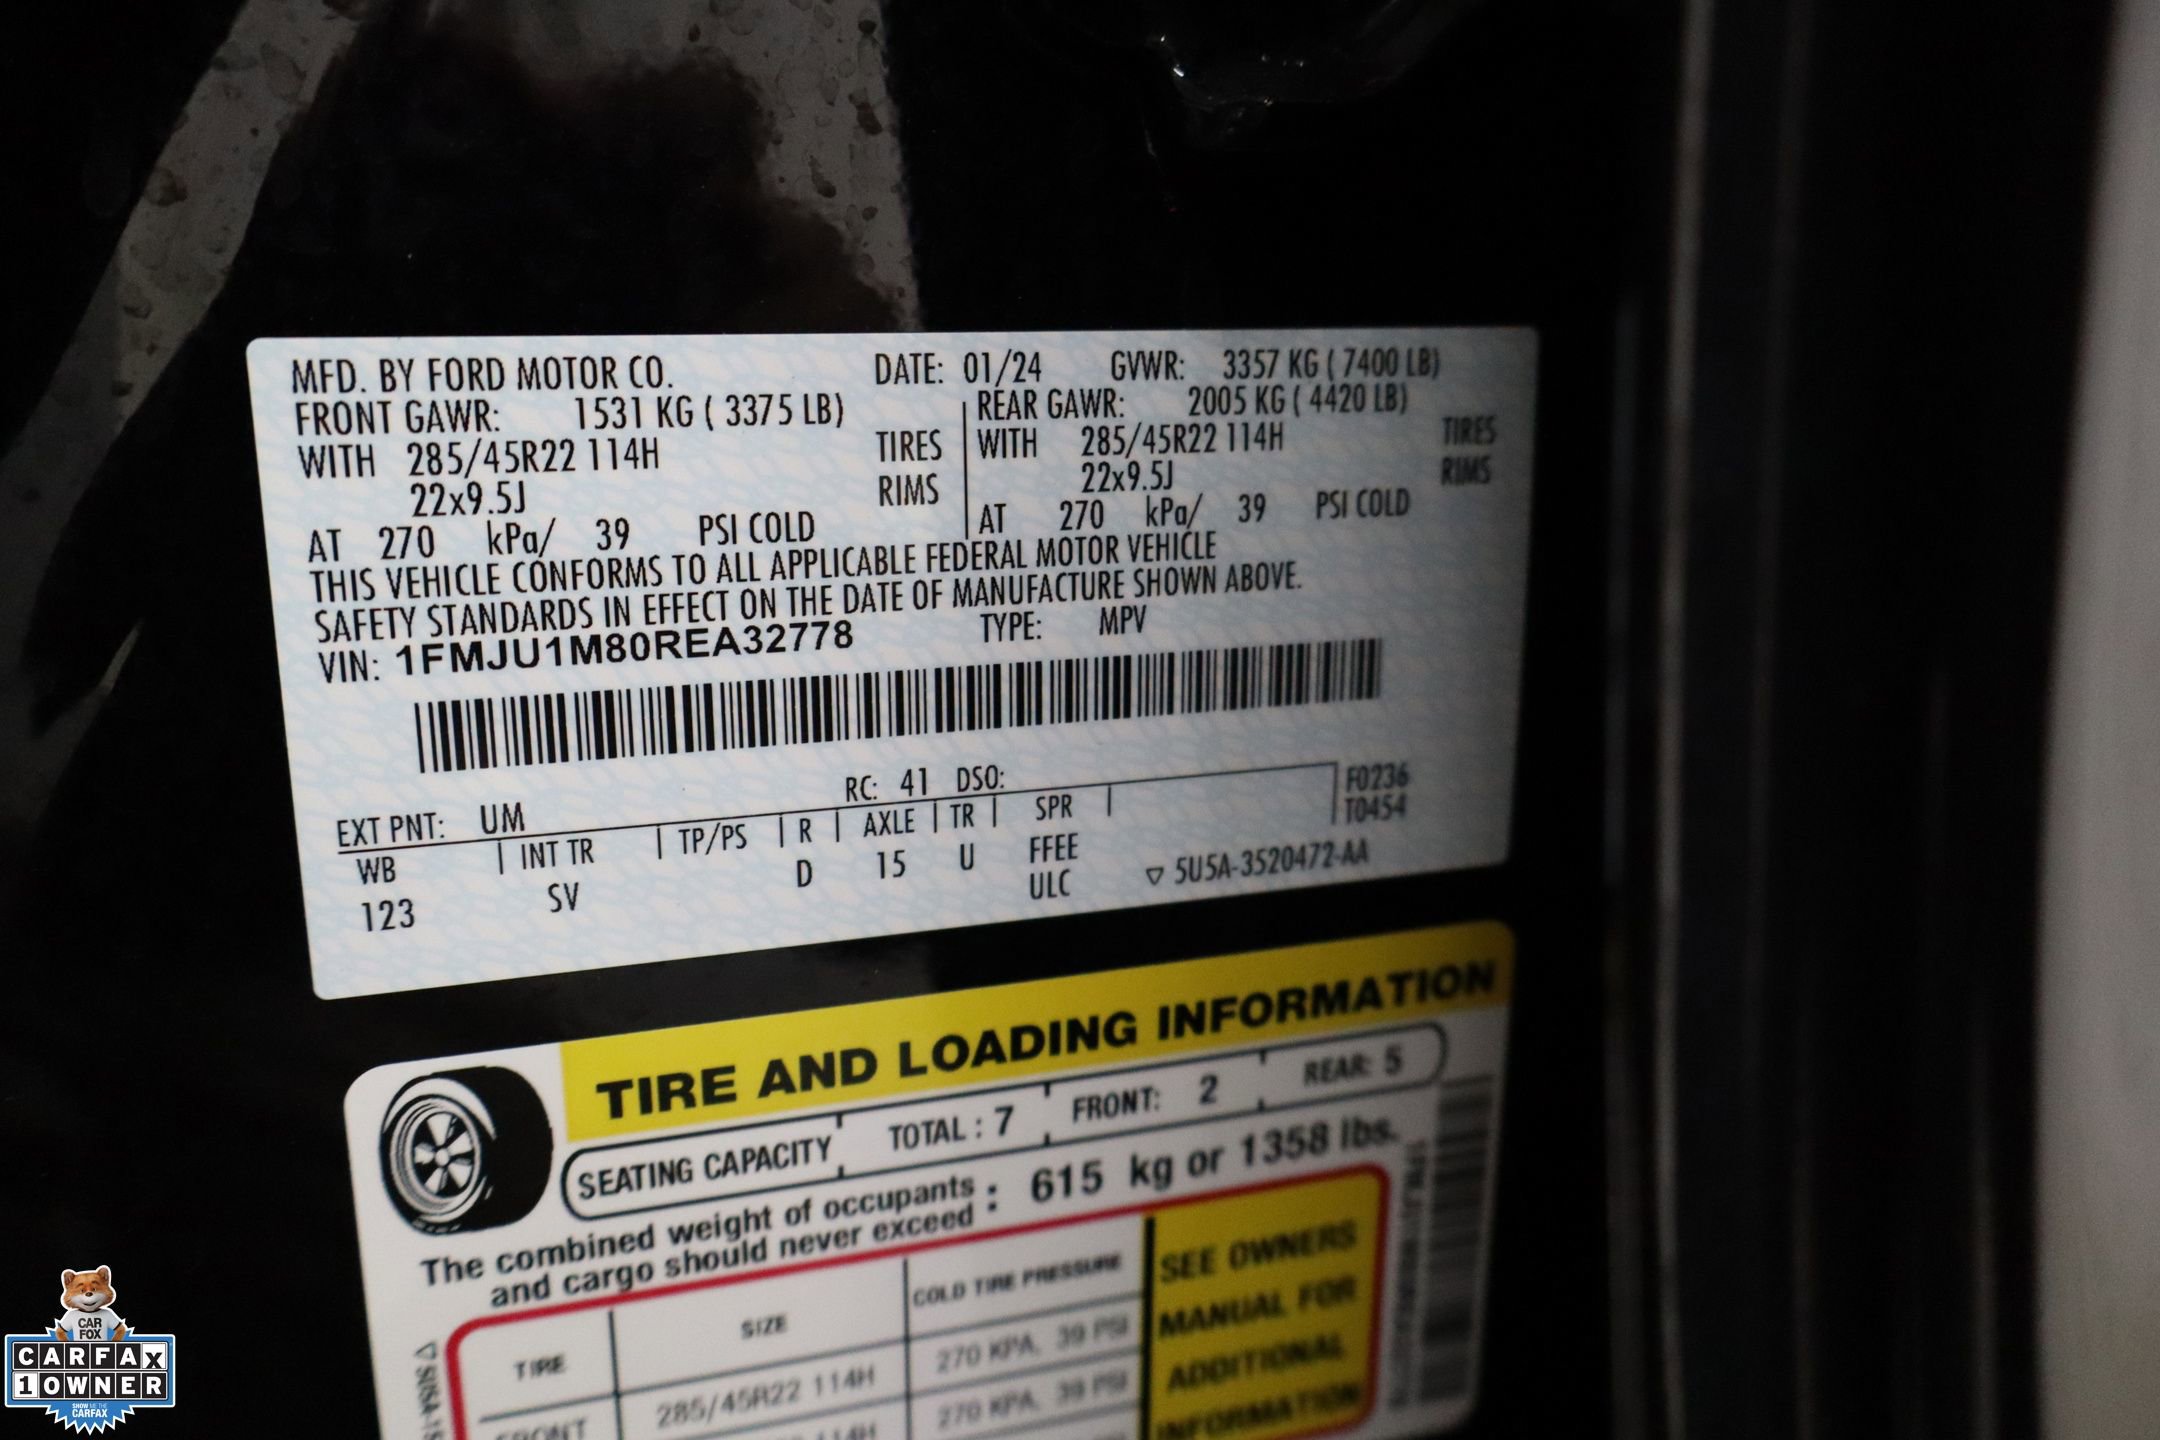 MFD. BY FORD MOTOR CO. DATE: 01/24 GVWR: 3357 KG ( 7400 LB)
FRONT GAWR: 1531 KG ( 3375 LB) REAR GAWR: 2005 KG ( 4420 LB)
WITH 285/45R22 114H TIRES WITH 285/45R22 114H TIRES
22x9.5J RIMS 22x9.5J RIMS
AT 270 kPa/ 39 PSI COLD AT 270 kPa/ 39 PSI COLD
THIS VEHICLE CONFORMS TO ALL APPLICABLE FEDERAL MOTOR VEHICLE
SAFETY STANDARDS IN EFFECT ON THE DATE OF MANUFACTURE SHOWN ABOVE.
VIN: 1FMJU1M80REA32778 TYPE: MPV
EXT PNT: UM RC: 41 DSO: F0236
T0454
WB | INT TR | TP/PS | R | AXLE | TR | SPR |
123 SV D 15 U FFEE
ULC ▽ 5U5A-3520472-AA
TIRE AND LOADING INFORMATION
SEATING CAPACITY TOTAL : 7 FRONT: 2 REAR: 5
The combined weight of occupants
and cargo should never exceed : 615 kg or 1358 lbs.
TIRE SIZE COLD TIRE PRESSURE
FRONT 285/45R22 114H 270 KPA, 39 PSI
114H 270 KPA, 39 PSI
SEE OWNERS
MANUAL FOR
ADDITIONAL
INFORMATION
CAR
FOX
CARFAX
1 OWNER
SHOW ME THE
CARFAX